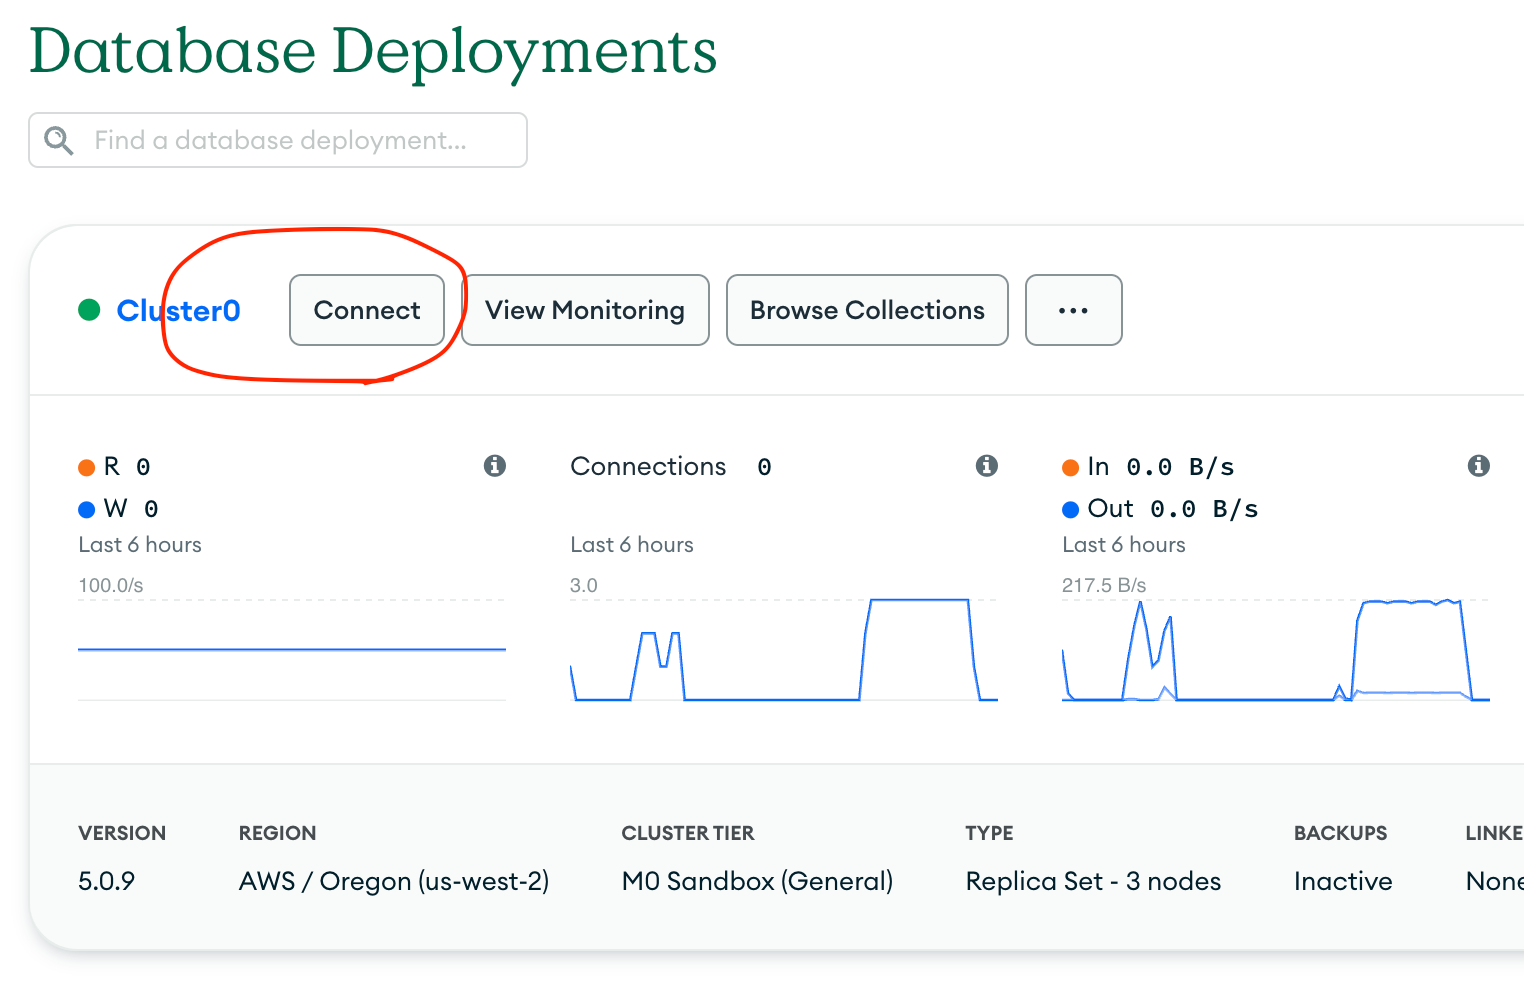 Database Deployments
Find a database deployment...
Cluster0 Connect View Monitoring Browse Collections ...
R 0 Connections 0 In 0.0 B/s
W 0 Out 0.0 B/s
Last 6 hours Last 6 hours Last 6 hours
100.0/s 3.0 217.5 B/s
VERSION REGION CLUSTER TIER TYPE BACKUPS LINKE
5.0.9 AWS / Oregon (us-west-2) M0 Sandbox (General) Replica Set - 3 nodes Inactive None